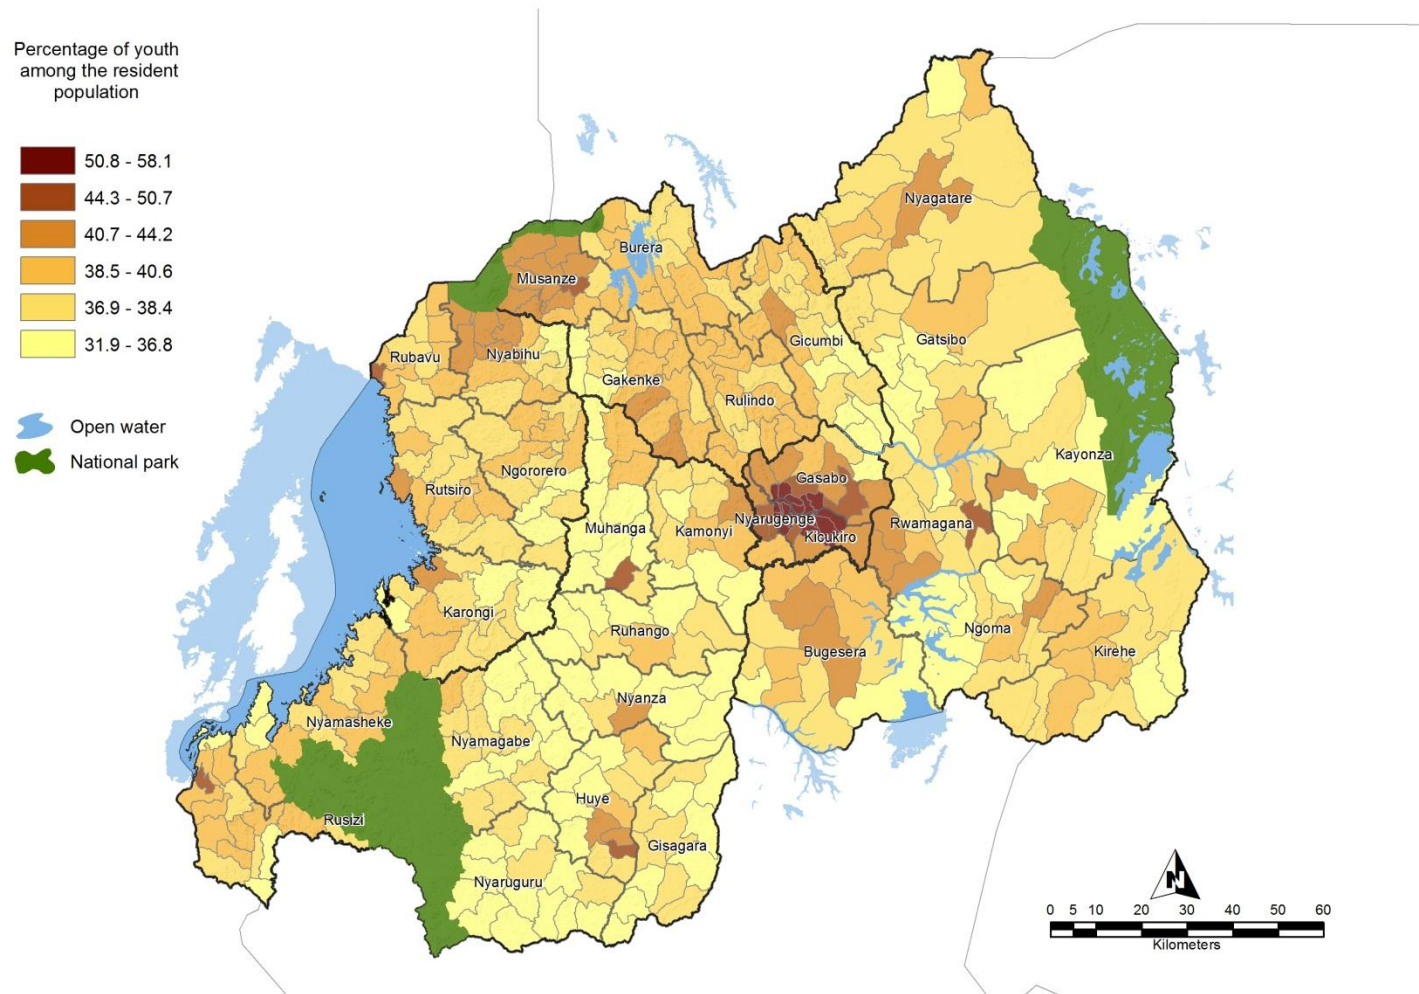 Percentage of youth
among the resident
population
50.8 - 58.1
44.3 - 50.7
40.7 - 44.2
38.5 - 40.6
36.9 - 38.4
31.9 - 36.8
Open water
National park
Nyagatare
Burera
Musanze
Gicumbi
Gatsibo
Rubavu
Nyabihu
Gakenke
Rulindo
Kayonza
Ngororero
Rutsiro
Gasabo
Muhanga
Kamonyi
Nyarugenge
Rwamagana
Kicukiro
Karongi
Ruhango
Ngoma
Bugesera
Kirehe
Nyanza
Nyamasheke
Nyamagabe
Huye
Rusizi
Gisagara
Nyaruguru
N
0 5 10 20 30 40 50 60
Kilometers